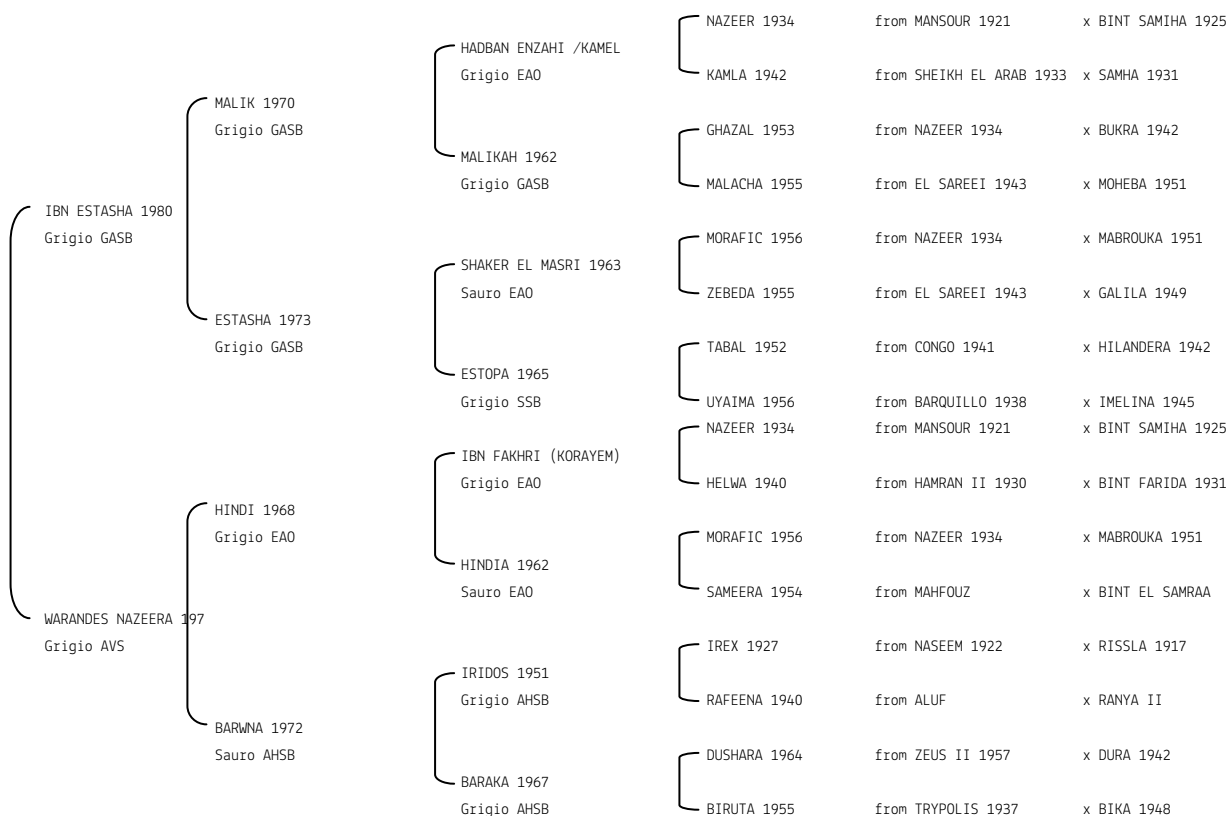 NAZEER 1934 from MANSOUR 1921 x BINT SAMIHA 1925
HADBAN ENZAHI /KAMEL
Grigio EAO KAMLA 1942 from SHEIKH EL ARAB 1933 x SAMHA 1931
MALIK 1970
Grigio GASB GHAZAL 1953 from NAZEER 1934 x BUKRA 1942
MALIKAH 1962
Grigio GASB MALACHA 1955 from EL SAREEI 1943 x MOHEBA 1951
IBN ESTASHA 1980
Grigio GASB MORAFIC 1956 from NAZEER 1934 x MABROUKA 1951
SHAKER EL MASRI 1963
Sauro EAO ZEBEDA 1955 from EL SAREEI 1943 x GALILA 1949
ESTASHA 1973
Grigio GASB TABAL 1952 from CONGO 1941 x HILANDERA 1942
ESTOPA 1965
Grigio SSB UYAIMA 1956 from BARQUILLO 1938 x IMELINA 1945
NAZEER 1934 from MANSOUR 1921 x BINT SAMIHA 1925
IBN FAKHRI (KORAYEM)
Grigio EAO HELWA 1940 from HAMRAN II 1930 x BINT FARIDA 1931
HINDI 1968
Grigio EAO MORAFIC 1956 from NAZEER 1934 x MABROUKA 1951
HINDIA 1962
Sauro EAO SAMEERA 1954 from MAHFOUZ x BINT EL SAMRAA
WARANDES NAZEERA 197
Grigio AVS IREX 1927 from NASEEM 1922 x RISSLA 1917
IRIDOS 1951
Grigio AHSB RAFEENA 1940 from ALUF x RANYA II
BARWNA 1972
Sauro AHSB DUSHARA 1964 from ZEUS II 1957 x DURA 1942
BARAKA 1967
Grigio AHSB BIRUTA 1955 from TRYPOLIS 1937 x BIKA 1948